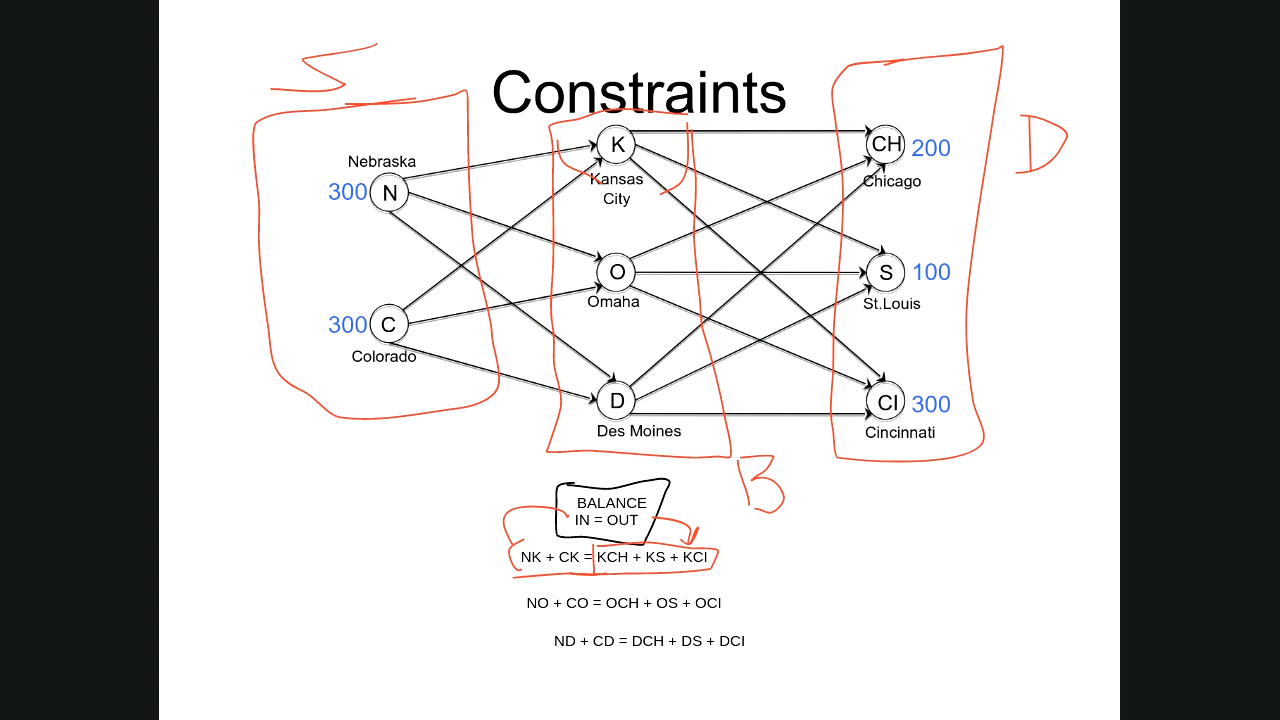 S
Constraints
D
Nebraska
300 N
300 C
Colorado
K
Kansas
City
O
Omaha
D
Des Moines
CH 200
Chicago
S 100
St.Louis
CI 300
Cincinnati
B
BALANCE
IN = OUT
NK + CK = KCH + KS + KCI
NO + CO = OCH + OS + OCI
ND + CD = DCH + DS + DCI